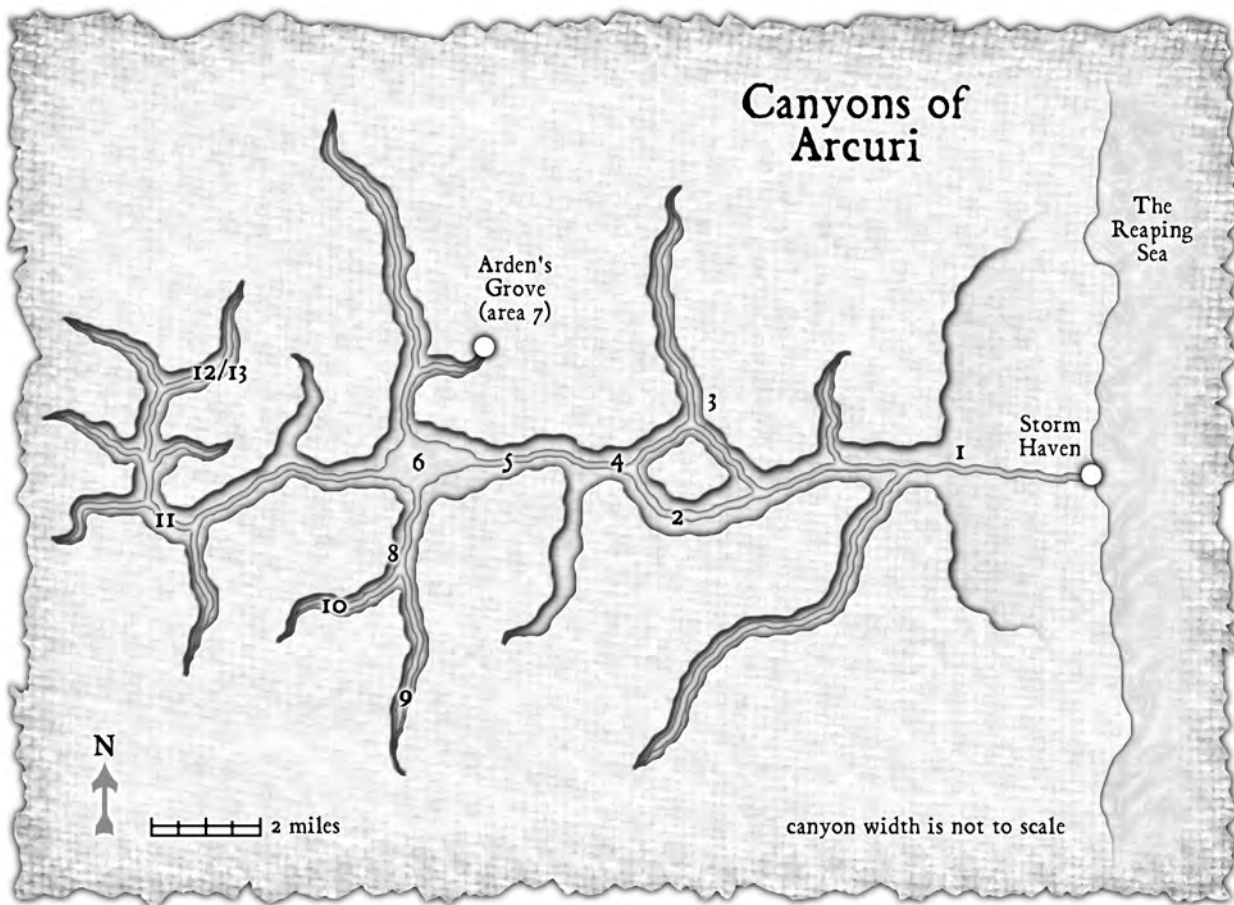 Canyons of
Arcuri
The
Reaping
Sea
Arden's
Grove
(area 7)
12/13
3
Storm
Haven
1
6
5
4
11
2
8
10
9
N
2 miles
canyon width is not to scale